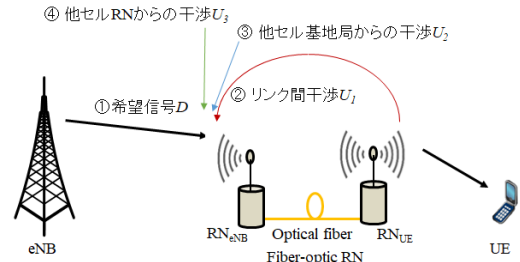 ④ 他セルRNからの干渉U3
③ 他セル基地局からの干渉U2
①希望信号D
② リンク間干渉U1
RNeNB
Optical fiber
RNUE
eNB
Fiber-optic RN
UE